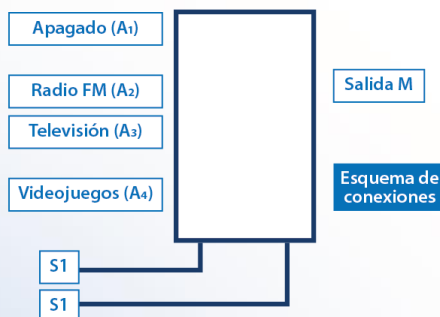 Apagado (A₁)
Radio FM (A₂)
Televisión (A₃)
Videojuegos (A₄)
Salida M
Esquema de
conexiones
S1
S1